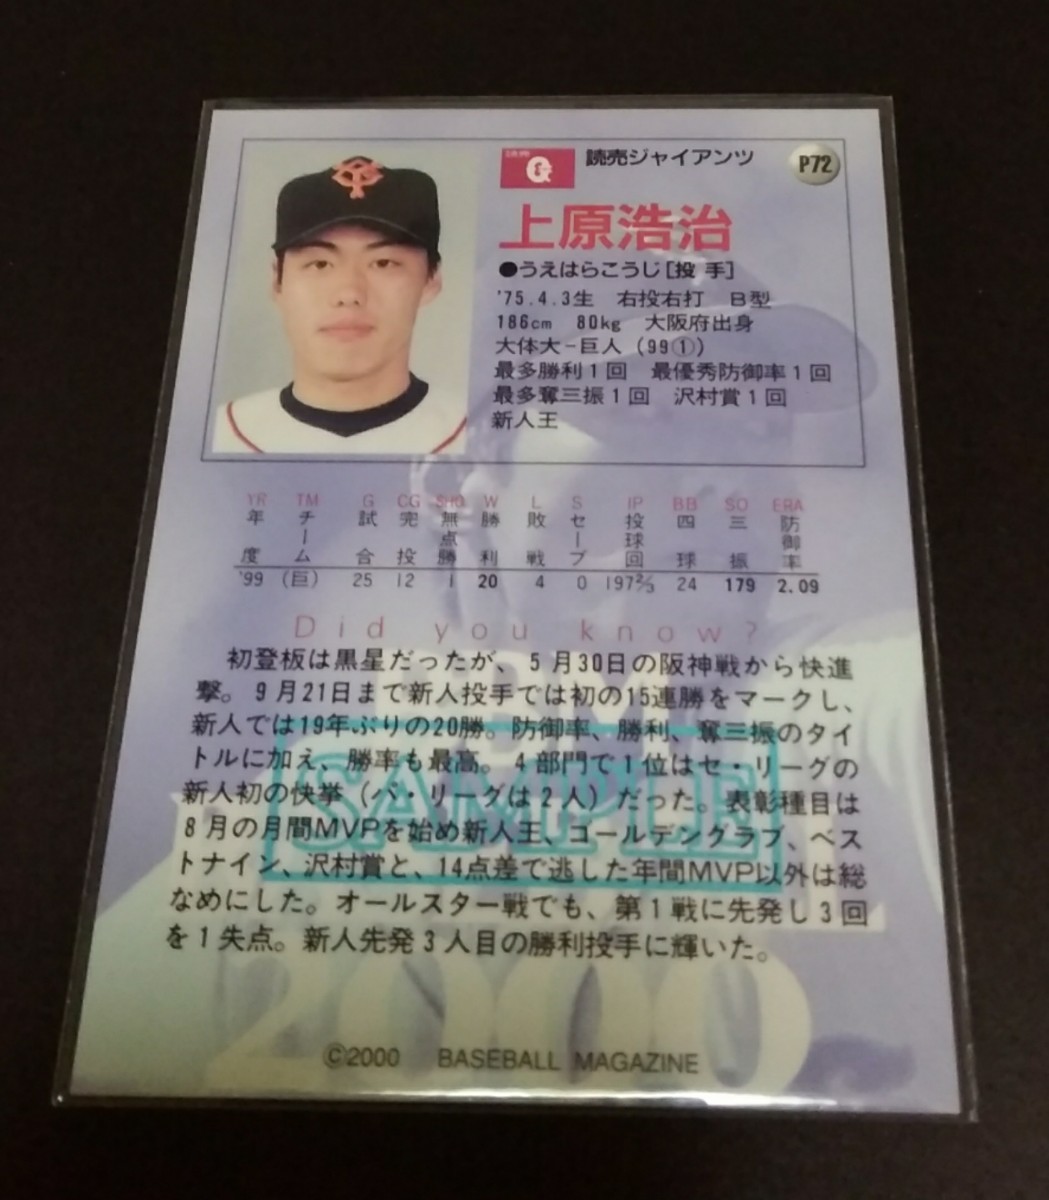 読売ジャイアンツ
P72
上原浩治
●うえはらこうじ[投 手]
'75.4.3生 右投右打 B型
186cm 80kg 大阪府出身
大体大-巨人(99①)
最多勝利1回 最優秀防御率1回
最多奪三振1回 沢村賞1回
新人王
YR TM G CG SHO W L S IP BB SO ERA
年度 チーム 試合 完投 無点勝 勝利 敗戦 セーブ 投球回 四球 三振 防御率
'99 (巨) 25 12 1 20 4 0 197⅔ 24 179 2.09
Did you know?
初登板は黒星だったが、5月30日の阪神戦から快進
撃。9月21日まで新人投手では初の15連勝をマークし、
新人では19年ぶりの20勝。防御率、勝利、奪三振のタイ
トルに加え、勝率も最高。4部門で1位はセ・リーグの
新人初の快挙(パ・リーグは2人)だった。表彰種目は
8月の月間MVPを始め新人王、ゴールデングラブ、ベス
トナイン、沢村賞と、14点差で逃した年間MVP以外は総
なめにした。オールスター戦でも、第1戦に先発し3回
を1失点。新人先発3人目の勝利投手に輝いた。
SAMPLE
2000
©2000 BASEBALL MAGAZINE